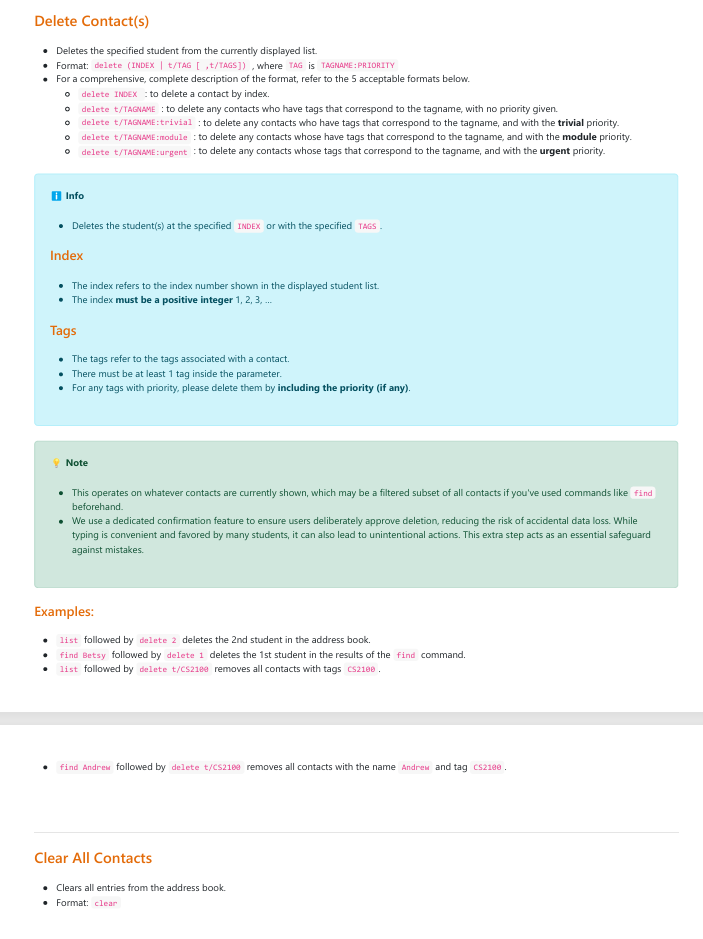 Delete Contact(s)
Deletes the specified student from the currently displayed list.
Format: delete (INDEX | t/TAG [ ,t/TAGS]) , where TAG is TAGNAME:PRIORITY
For a comprehensive, complete description of the format, refer to the 5 acceptable formats below.
delete INDEX : to delete a contact by index.
delete t/TAGNAME : to delete any contacts who have tags that correspond to the tagname, with no priority given.
delete t/TAGNAME:trivial : to delete any contacts who have tags that correspond to the tagname, and with the trivial priority.
delete t/TAGNAME:module : to delete any contacts whose have tags that correspond to the tagname, and with the module priority.
delete t/TAGNAME:urgent : to delete any contacts whose tags that correspond to the tagname, and with the urgent priority.
Info
Deletes the student(s) at the specified INDEX or with the specified TAGS.
Index
The index refers to the index number shown in the displayed student list.
The index must be a positive integer 1, 2, 3, ...
Tags
The tags refer to the tags associated with a contact.
There must be at least 1 tag inside the parameter.
For any tags with priority, please delete them by including the priority (if any).
Note
This operates on whatever contacts are currently shown, which may be a filtered subset of all contacts if you've used commands like find
beforehand.
We use a dedicated confirmation feature to ensure users deliberately approve deletion, reducing the risk of accidental data loss. While
typing is convenient and favored by many students, it can also lead to unintentional actions. This extra step acts as an essential safeguard
against mistakes.
Examples:
list followed by delete 2 deletes the 2nd student in the address book.
find Betsy followed by delete 1 deletes the 1st student in the results of the find command.
list followed by delete t/CS2100 removes all contacts with tags CS2100 .
find Andrew followed by delete t/CS2100 removes all contacts with the name Andrew and tag CS2100 .
Clear All Contacts
Clears all entries from the address book.
Format: clear